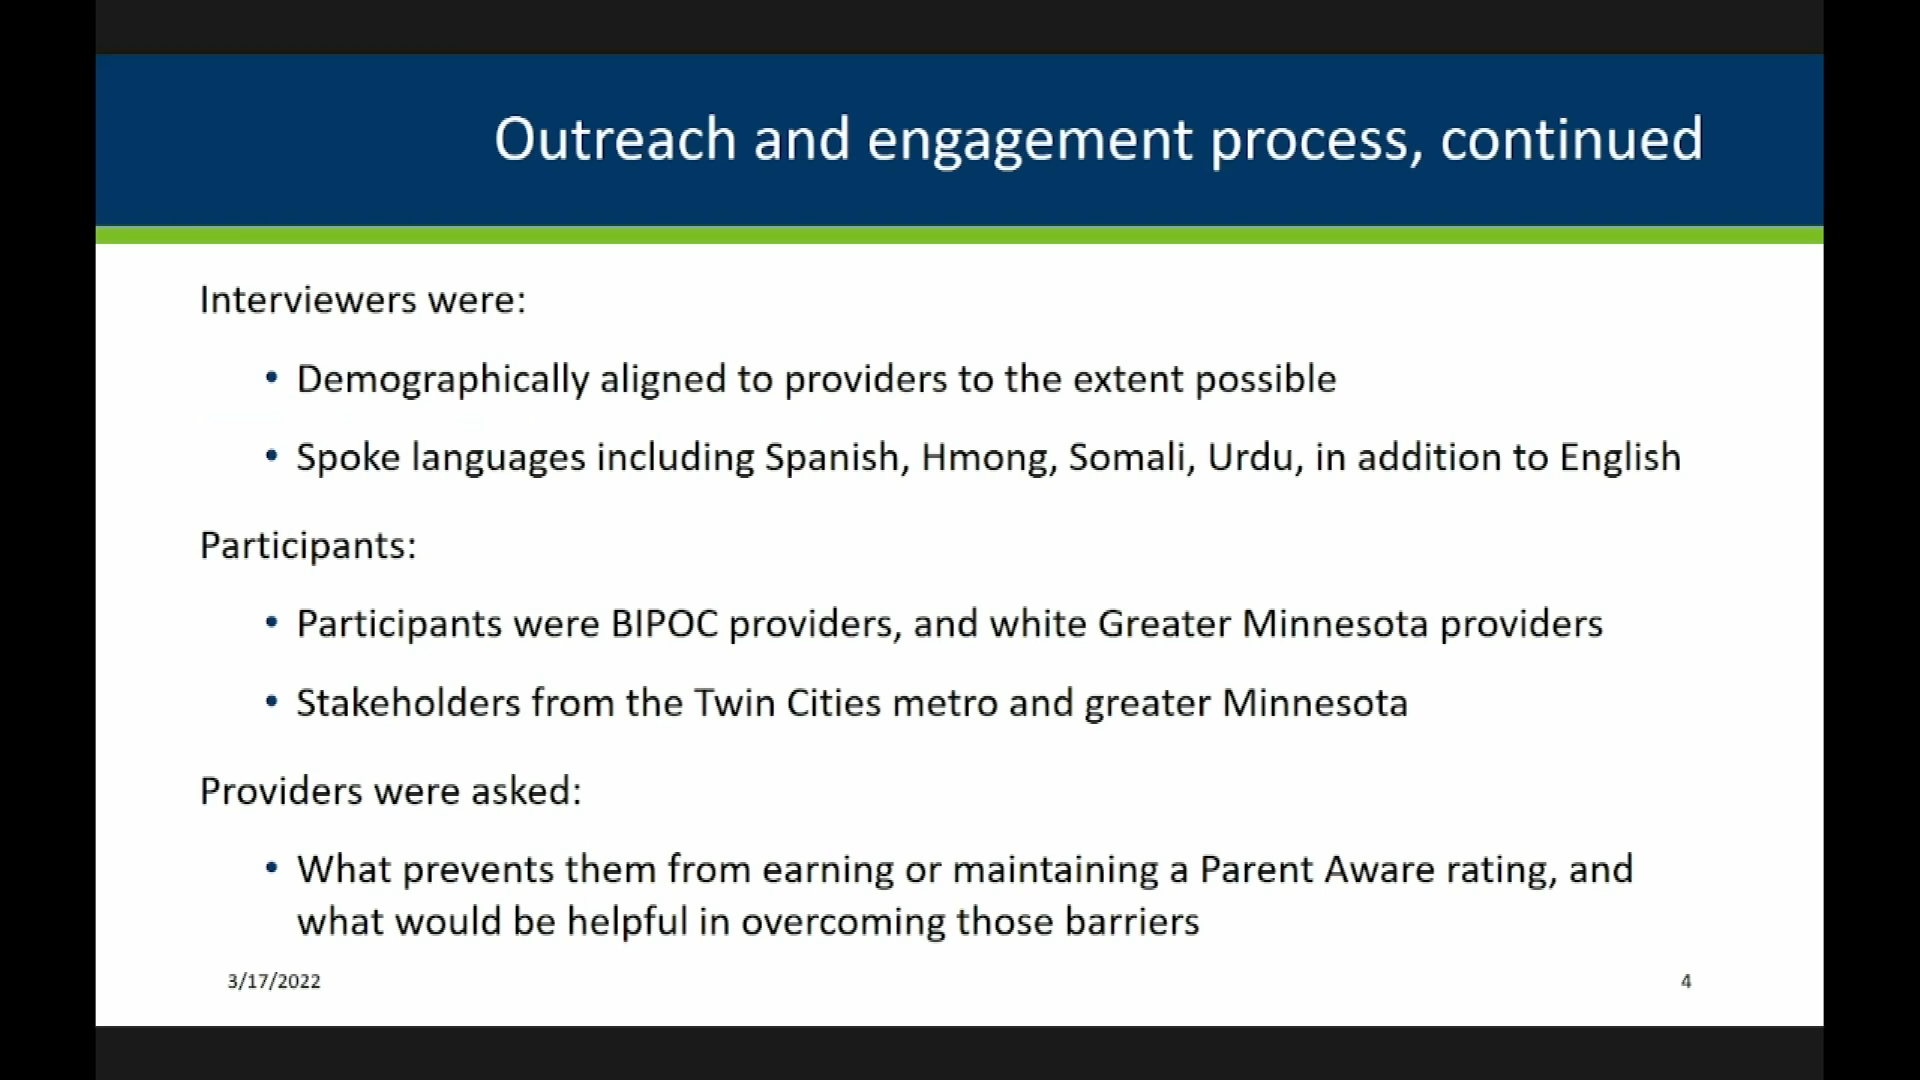 Outreach and engagement process, continued
Interviewers were:
• Demographically aligned to providers to the extent possible
• Spoke languages including Spanish, Hmong, Somali, Urdu, in addition to English
Participants:
• Participants were BIPOC providers, and white Greater Minnesota providers
• Stakeholders from the Twin Cities metro and greater Minnesota
Providers were asked:
• What prevents them from earning or maintaining a Parent Aware rating, and
what would be helpful in overcoming those barriers
3/17/2022
4